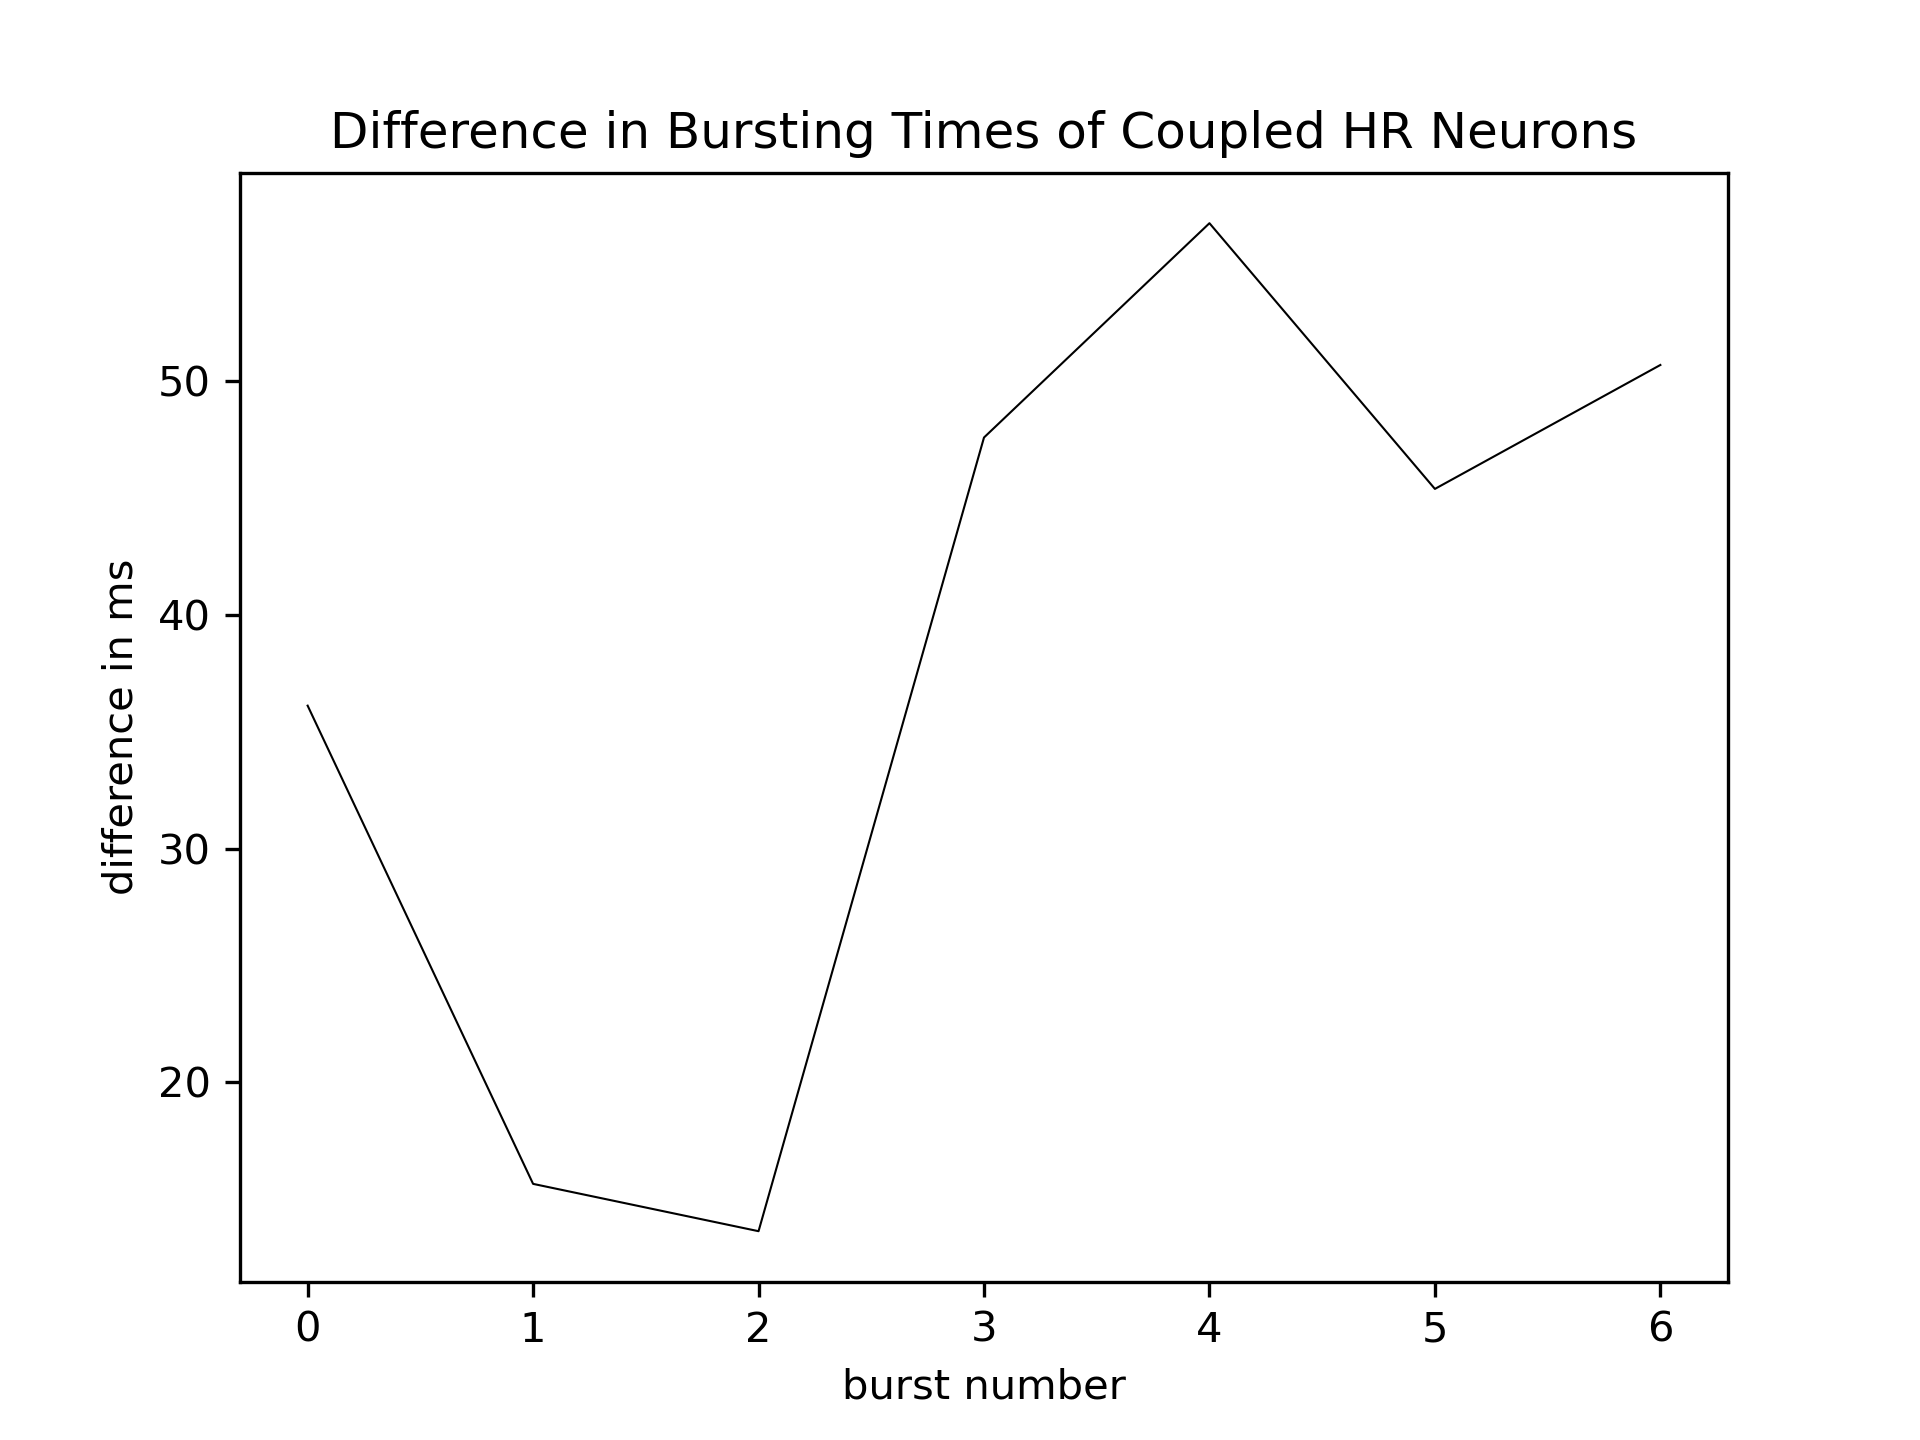 Difference in Bursting Times of Coupled HR Neurons
difference in ms
50
40
30
20
0 1 2 3 4 5 6
burst number